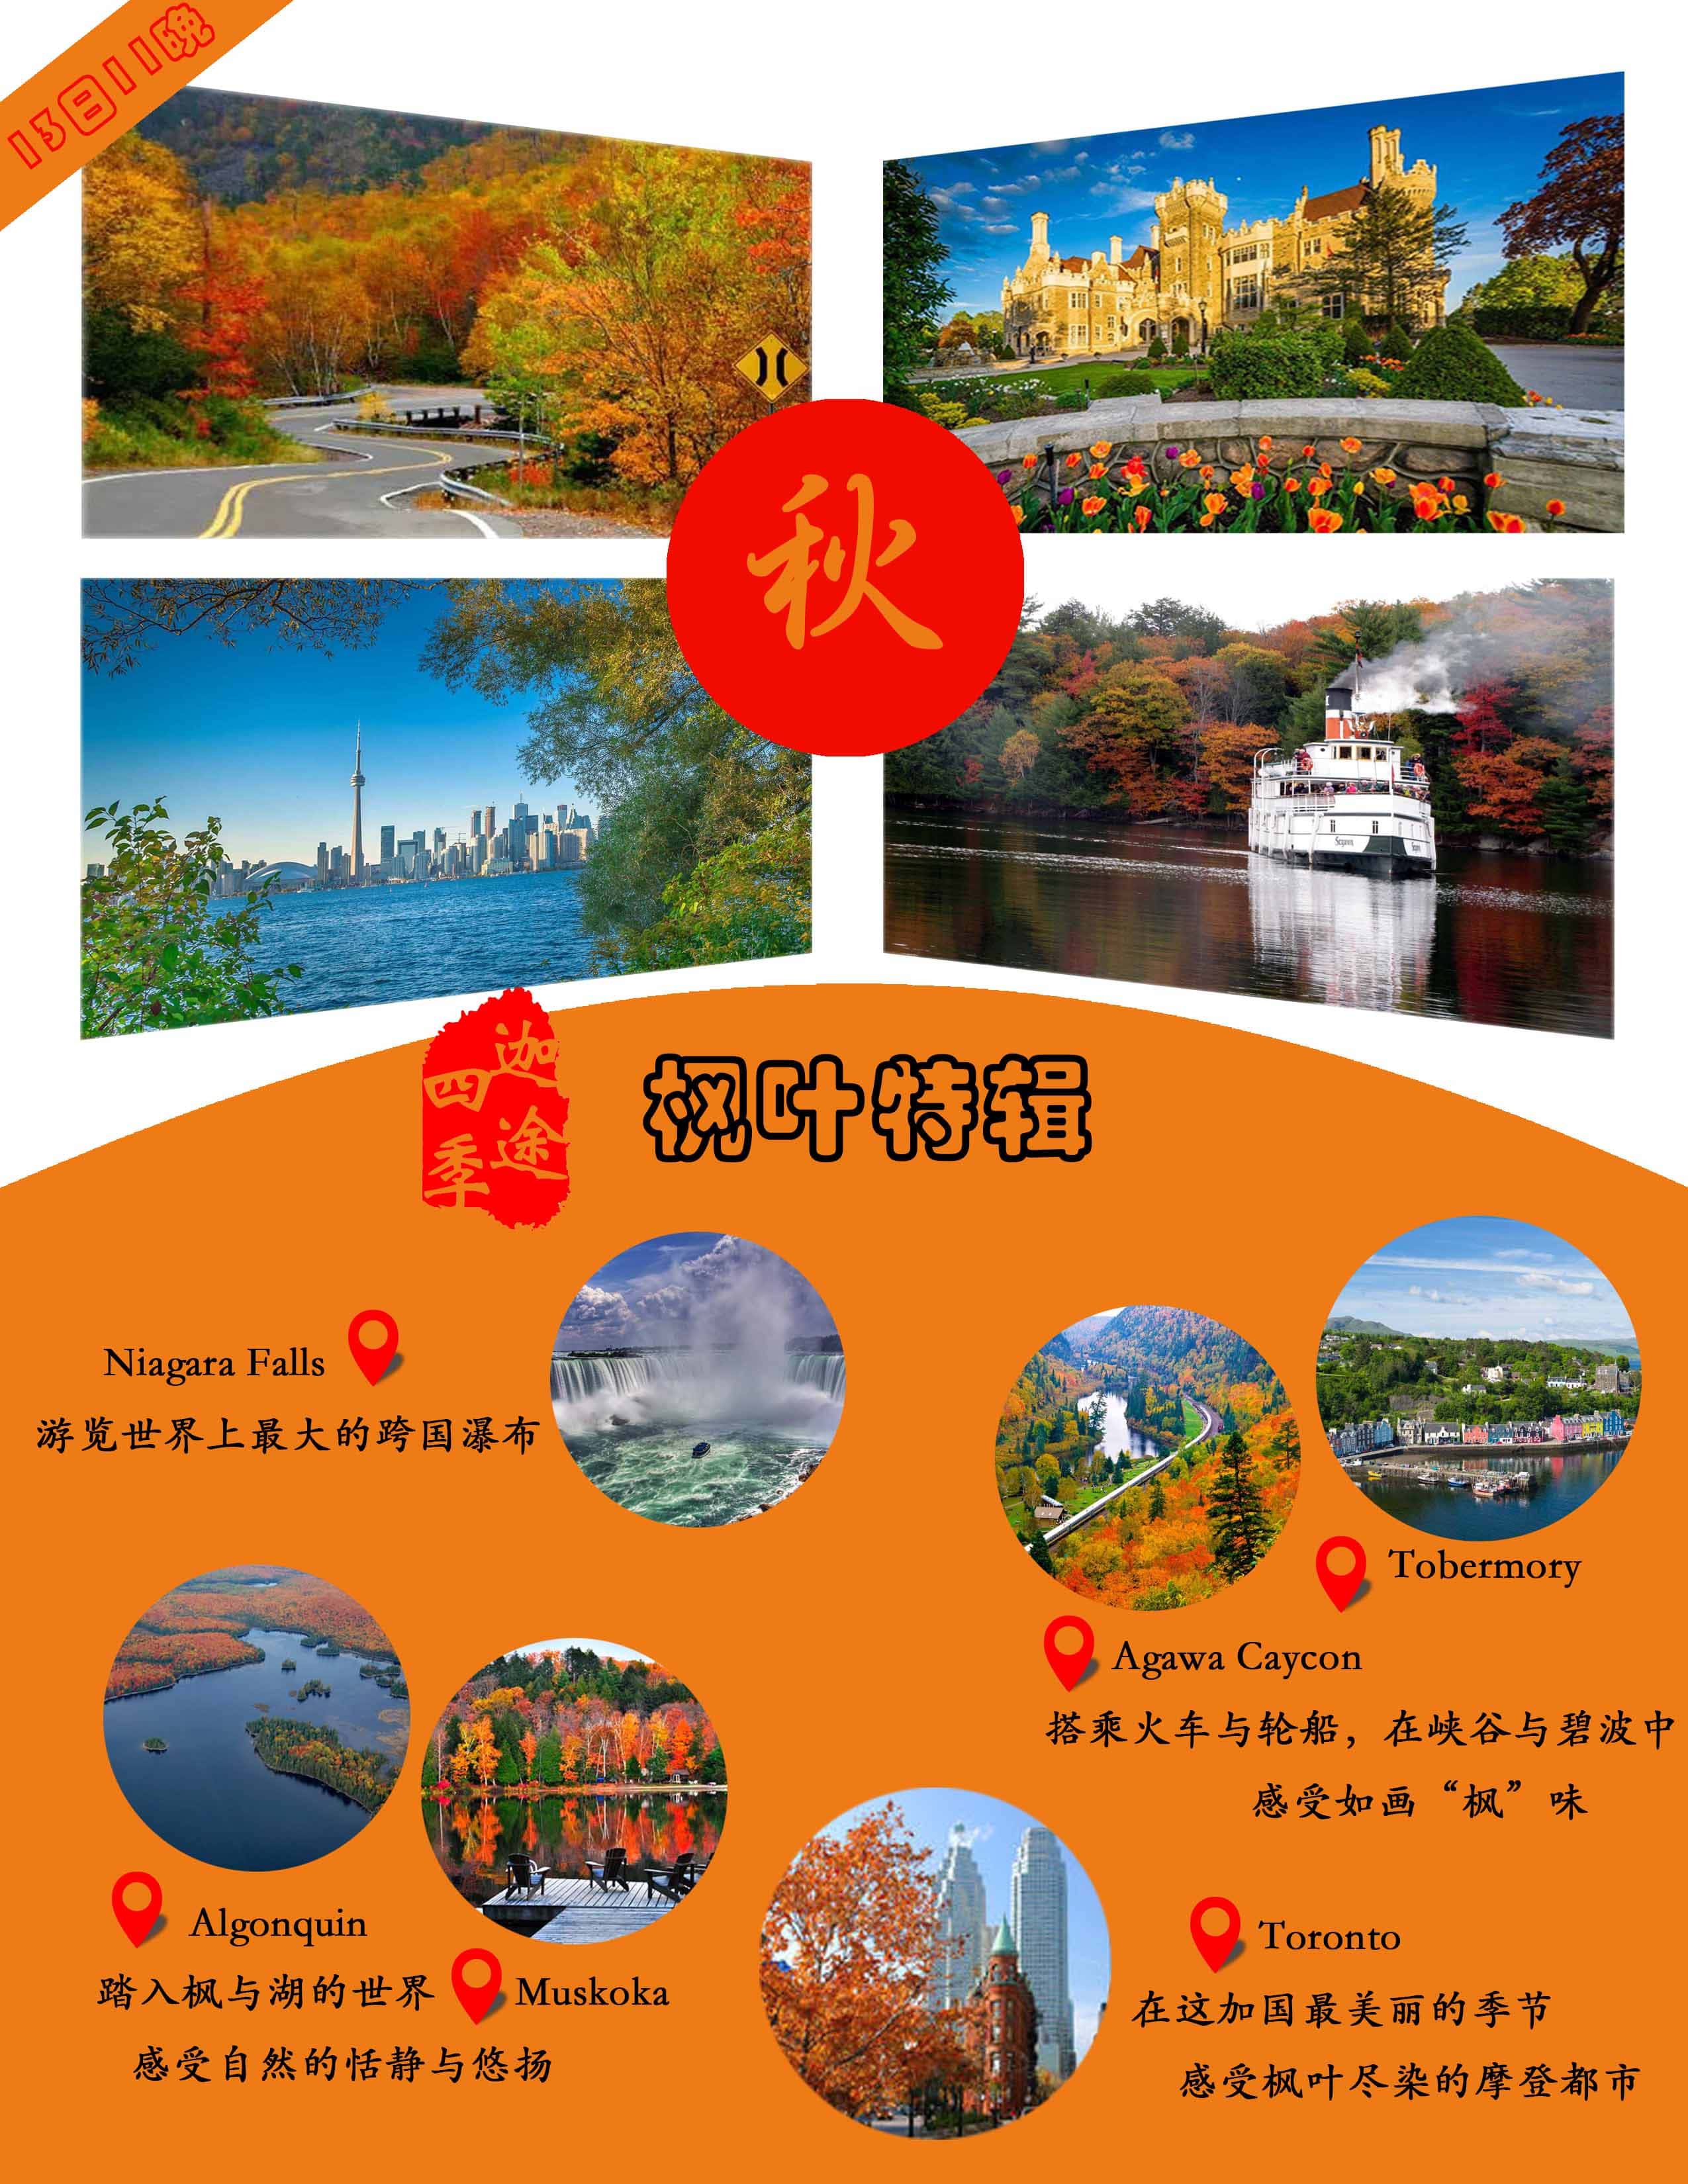 13日11晚
秋
迦途
四季
枫叶特辑
Niagara Falls
游览世界上最大的跨国瀑布
Tobermory
Agawa Caycon
搭乘火车与轮船，在峡谷与碧波中
感受如画“枫”味
Algonquin
Muskoka
踏入枫与湖的世界
感受自然的恬静与悠扬
Toronto
在这加国最美丽的季节
感受枫叶尽染的摩登都市